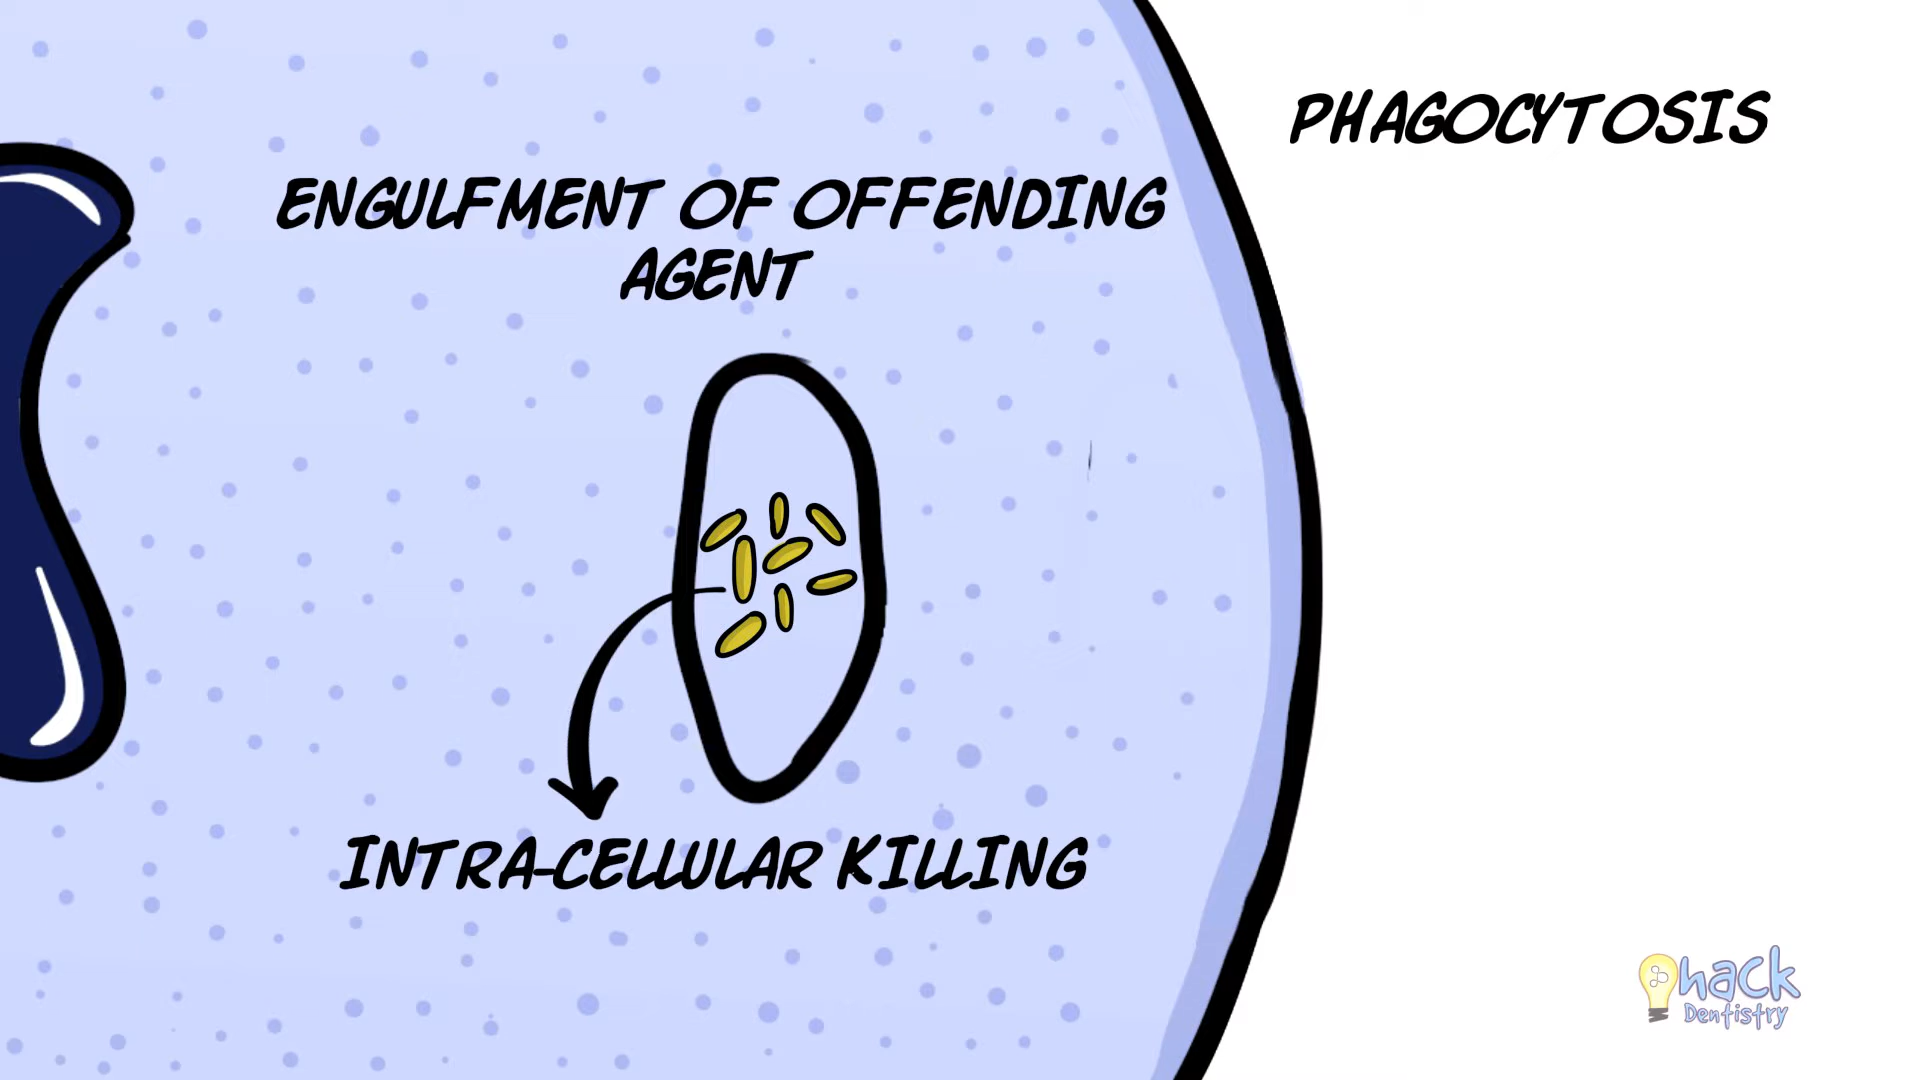 PHAGOCYTOSIS
ENGULFMENT OF OFFENDING
AGENT
INTRA-CELLULAR KILLING
hack
Dentistry